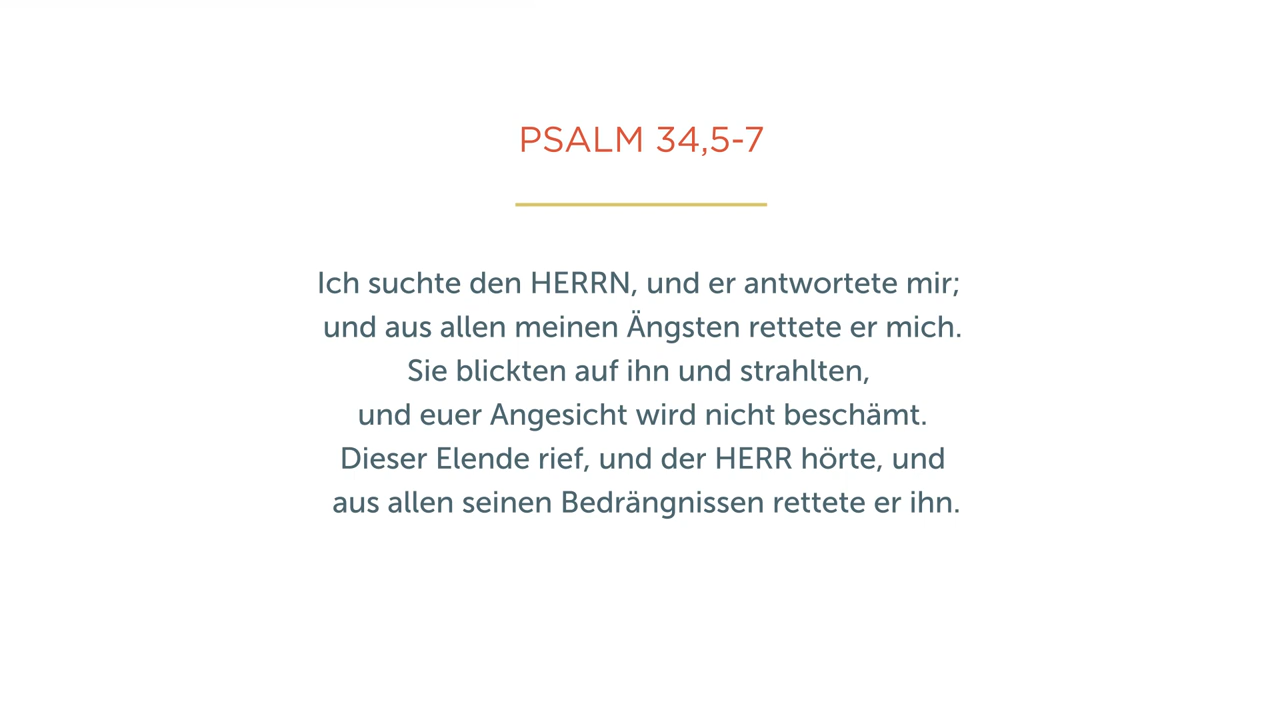 PSALM 34,5-7
Ich suchte den HERRN, und er antwortete mir;
und aus allen meinen Ängsten rettete er mich.
Sie blickten auf ihn und strahlten,
und euer Angesicht wird nicht beschämt.
Dieser Elende rief, und der HERR hörte, und
aus allen seinen Bedrängnissen rettete er ihn.